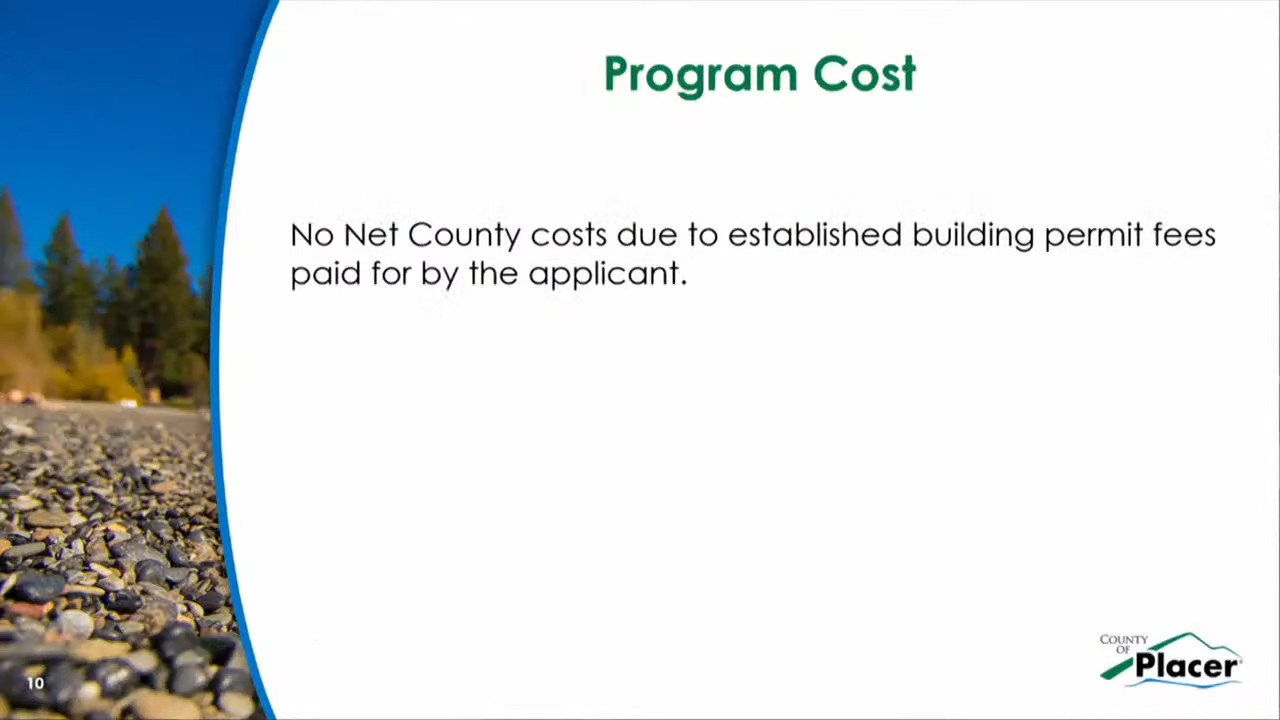 Program Cost
No Net County costs due to established building permit fees
paid for by the applicant.
COUNTY
OF
Placer
10